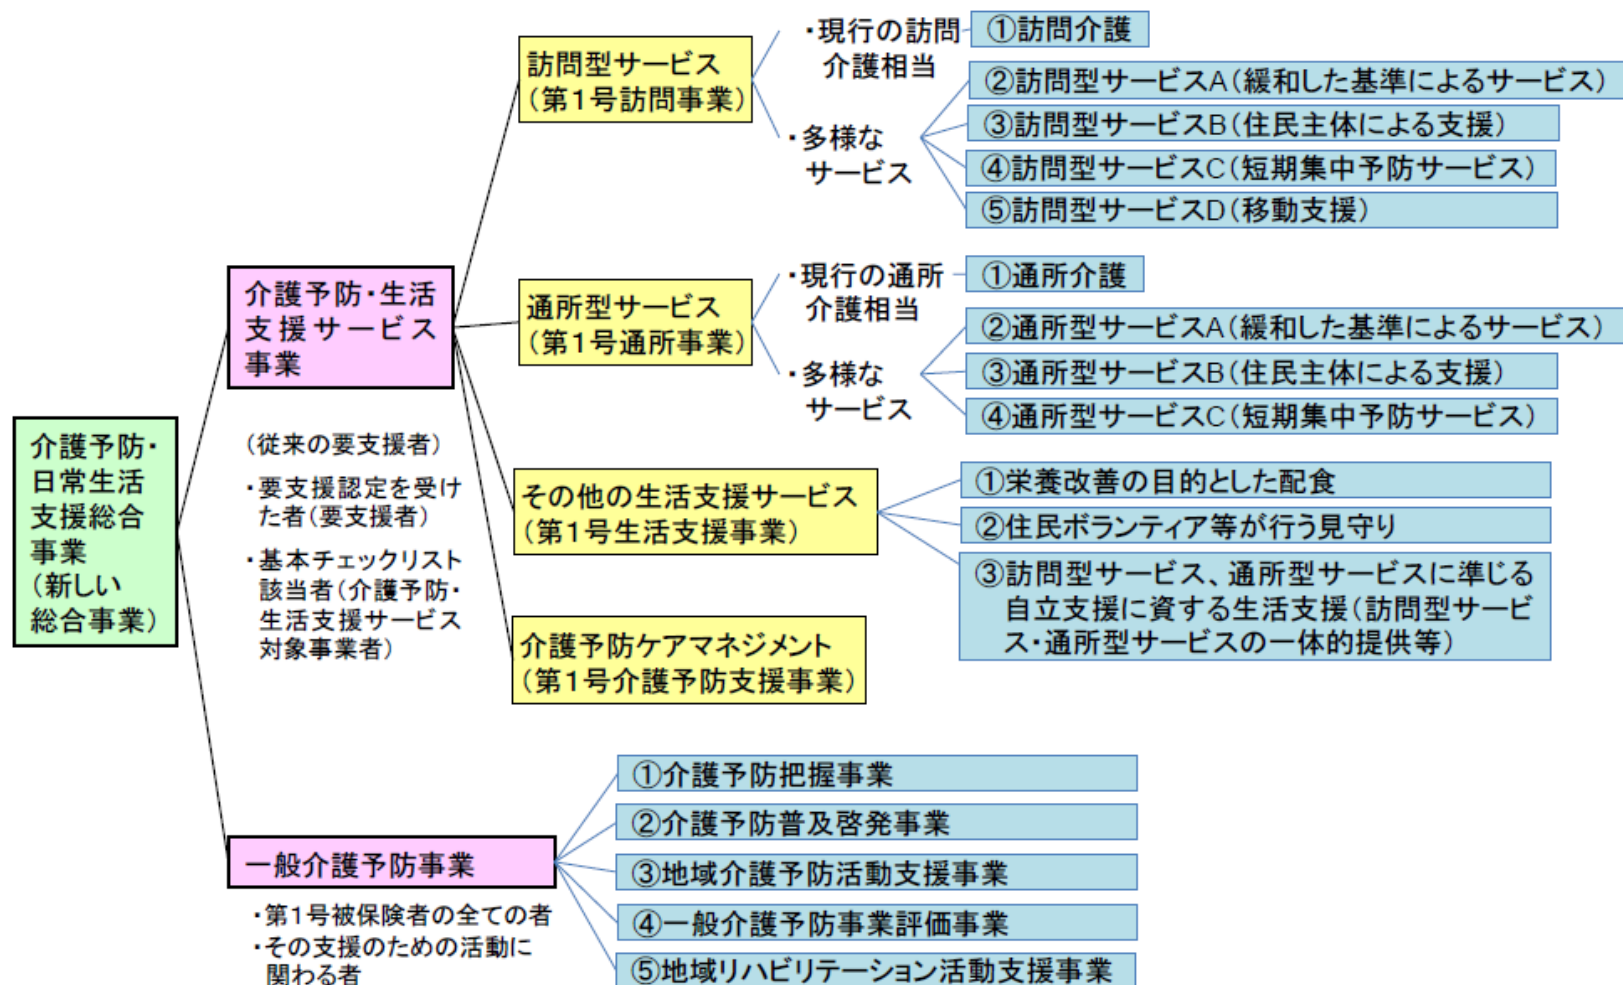 介護予防・
日常生活
支援総合
事業
（新しい
総合事業）
介護予防・生活
支援サービス
事業
（従来の要支援者）
・要支援認定を受け
た者（要支援者）
・基本チェックリスト
該当者（介護予防・
生活支援サービス
対象事業者）
訪問型サービス
（第1号訪問事業）
・現行の訪問
介護相当
①訪問介護
・多様な
サービス
②訪問型サービスA（緩和した基準によるサービス）
③訪問型サービスB（住民主体による支援）
④訪問型サービスC（短期集中予防サービス）
⑤訪問型サービスD（移動支援）
通所型サービス
（第1号通所事業）
・現行の通所
介護相当
①通所介護
・多様な
サービス
②通所型サービスA（緩和した基準によるサービス）
③通所型サービスB（住民主体による支援）
④通所型サービスC（短期集中予防サービス）
その他の生活支援サービス
（第1号生活支援事業）
①栄養改善の目的とした配食
②住民ボランティア等が行う見守り
③訪問型サービス、通所型サービスに準じる
自立支援に資する生活支援（訪問型サービ
ス・通所型サービスの一体的提供等）
介護予防ケアマネジメント
（第1号介護予防支援事業）
一般介護予防事業
・第1号被保険者の全ての者
・その支援のための活動に
関わる者
①介護予防把握事業
②介護予防普及啓発事業
③地域介護予防活動支援事業
④一般介護予防事業評価事業
⑤地域リハビリテーション活動支援事業